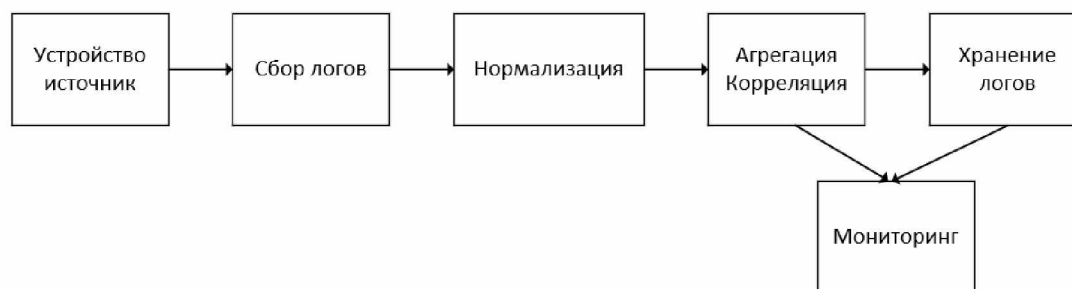 Устройство
источник
Сбор логов
Нормализация
Агрегация
Корреляция
Хранение
логов
Мониторинг